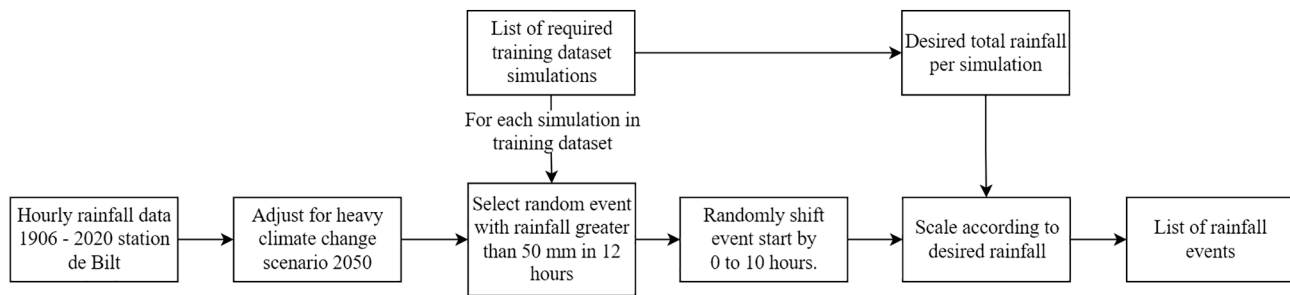 List of required
training dataset
simulations
Desired total rainfall
per simulation
For each simulation in
training dataset
Hourly rainfall data
1906 - 2020 station
de Bilt
Adjust for heavy
climate change
scenario 2050
Select random event
with rainfall greater
than 50 mm in 12
hours
Randomly shift
event start by
0 to 10 hours.
Scale according to
desired rainfall
List of rainfall
events